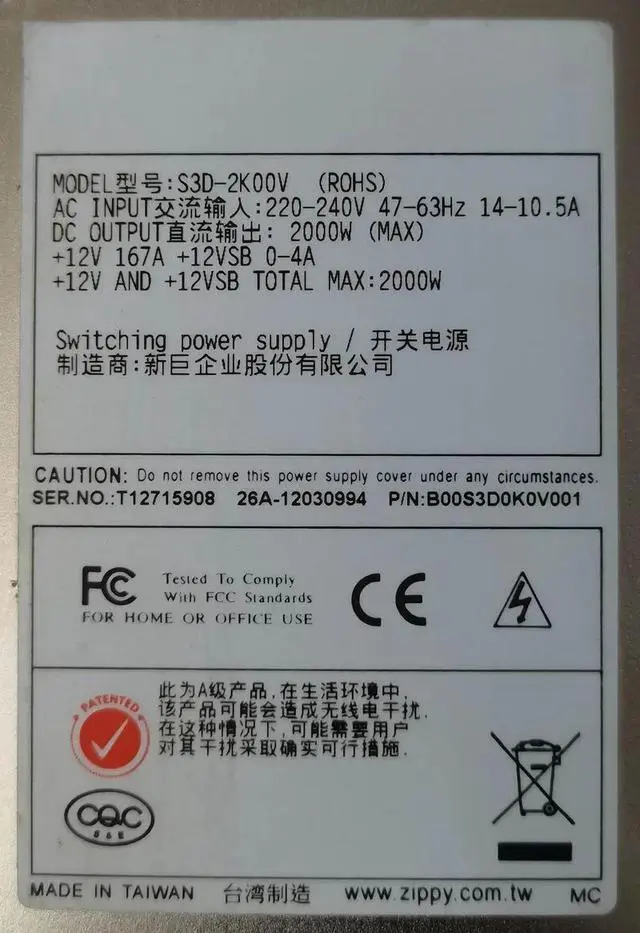 MODEL型号:S3D-2K00V (ROHS)
AC INPUT交流输入:220-240V 47-63Hz 14-10.5A
DC OUTPUT直流输出: 2000W (MAX)
+12V 167A +12VSB 0-4A
+12V AND +12VSB TOTAL MAX:2000W
Switching power supply / 开关电源
制造商:新巨企业股份有限公司
CAUTION: Do not remove this power supply cover under any circumstances.
SER.NO.:T12715908 26A-12030994 P/N:B00S3D0K0V001
FC Tested To Comply
With FCC Standards
FOR HOME OR OFFICE USE
CE
PATENTED
此为A级产品,在生活环境中,
该产品可能会造成无线电干扰.
在这种情况下,可能需要用户
对其干扰采取确实可行措施.
CQC
S&E
MADE IN TAIWAN 台湾制造 www.zippy.com.tw MC